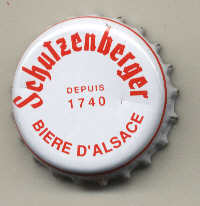 Schutzenberger
DEPUIS
1740
BIERE D'ALSACE